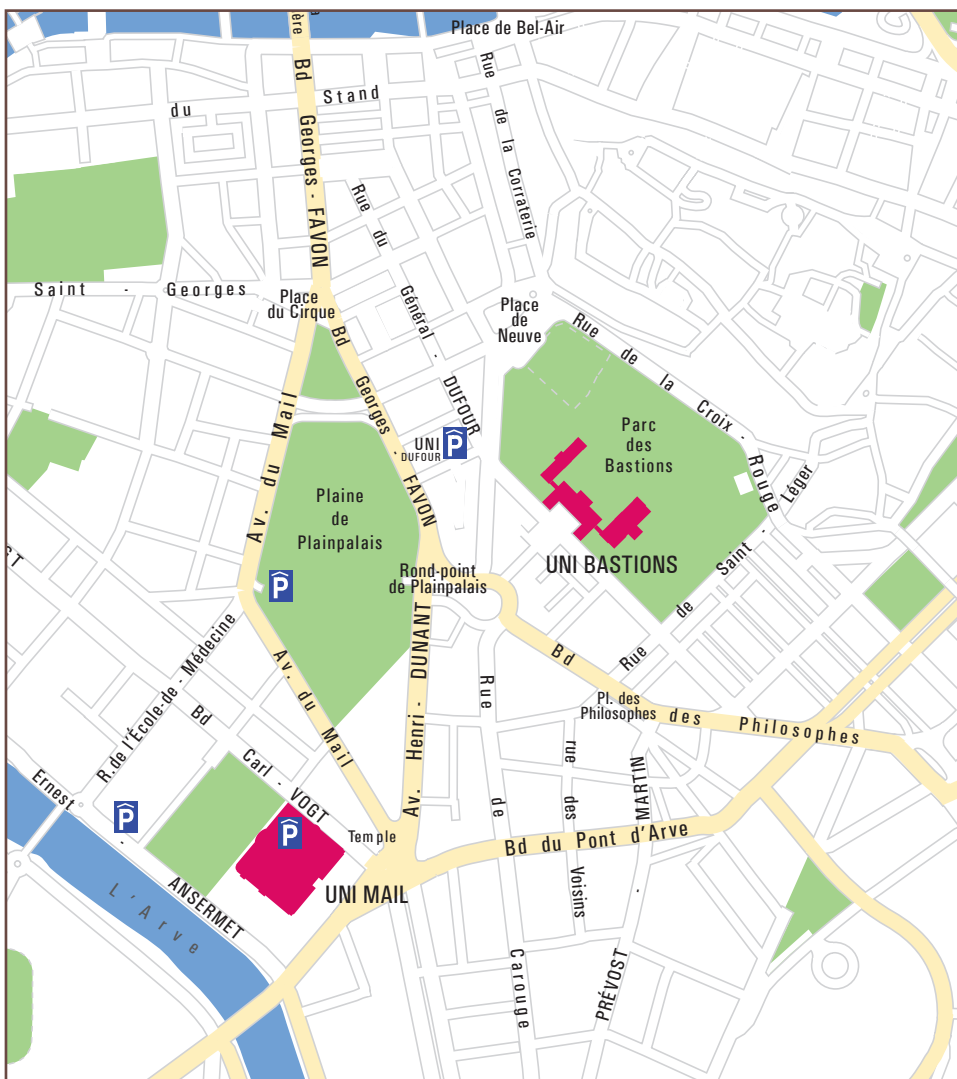 Place de Bel-Air
ère
Bd Georges - FAVON
du Stand
Rue de la Corraterie
Rue du Général - DUFOUR
Saint - Georges
Place
du Cirque
Place
de
Neuve
Rue de la Croix - Rouge
Bd Georges - FAVON
Av. du Mail
UNI
DUFOUR
P
Parc
des
Bastions
Plaine
de
Plainpalais
UNI BASTIONS
Rue de Saint - Léger
GT
Rond-point
de Plainpalais
P
Av. Henri - DUNANT
R. de l'École-de - Médecine
Av. du Mail
Bd des Philosophes
Pl. des
Philosophes
Bd Carl - VOGT
Rue de Carouge
rue des Voisins
PRÉVOST - MARTIN
Ernest - ANSERMET
P
P
Temple
Bd du Pont d'Arve
UNI MAIL
L'Arve